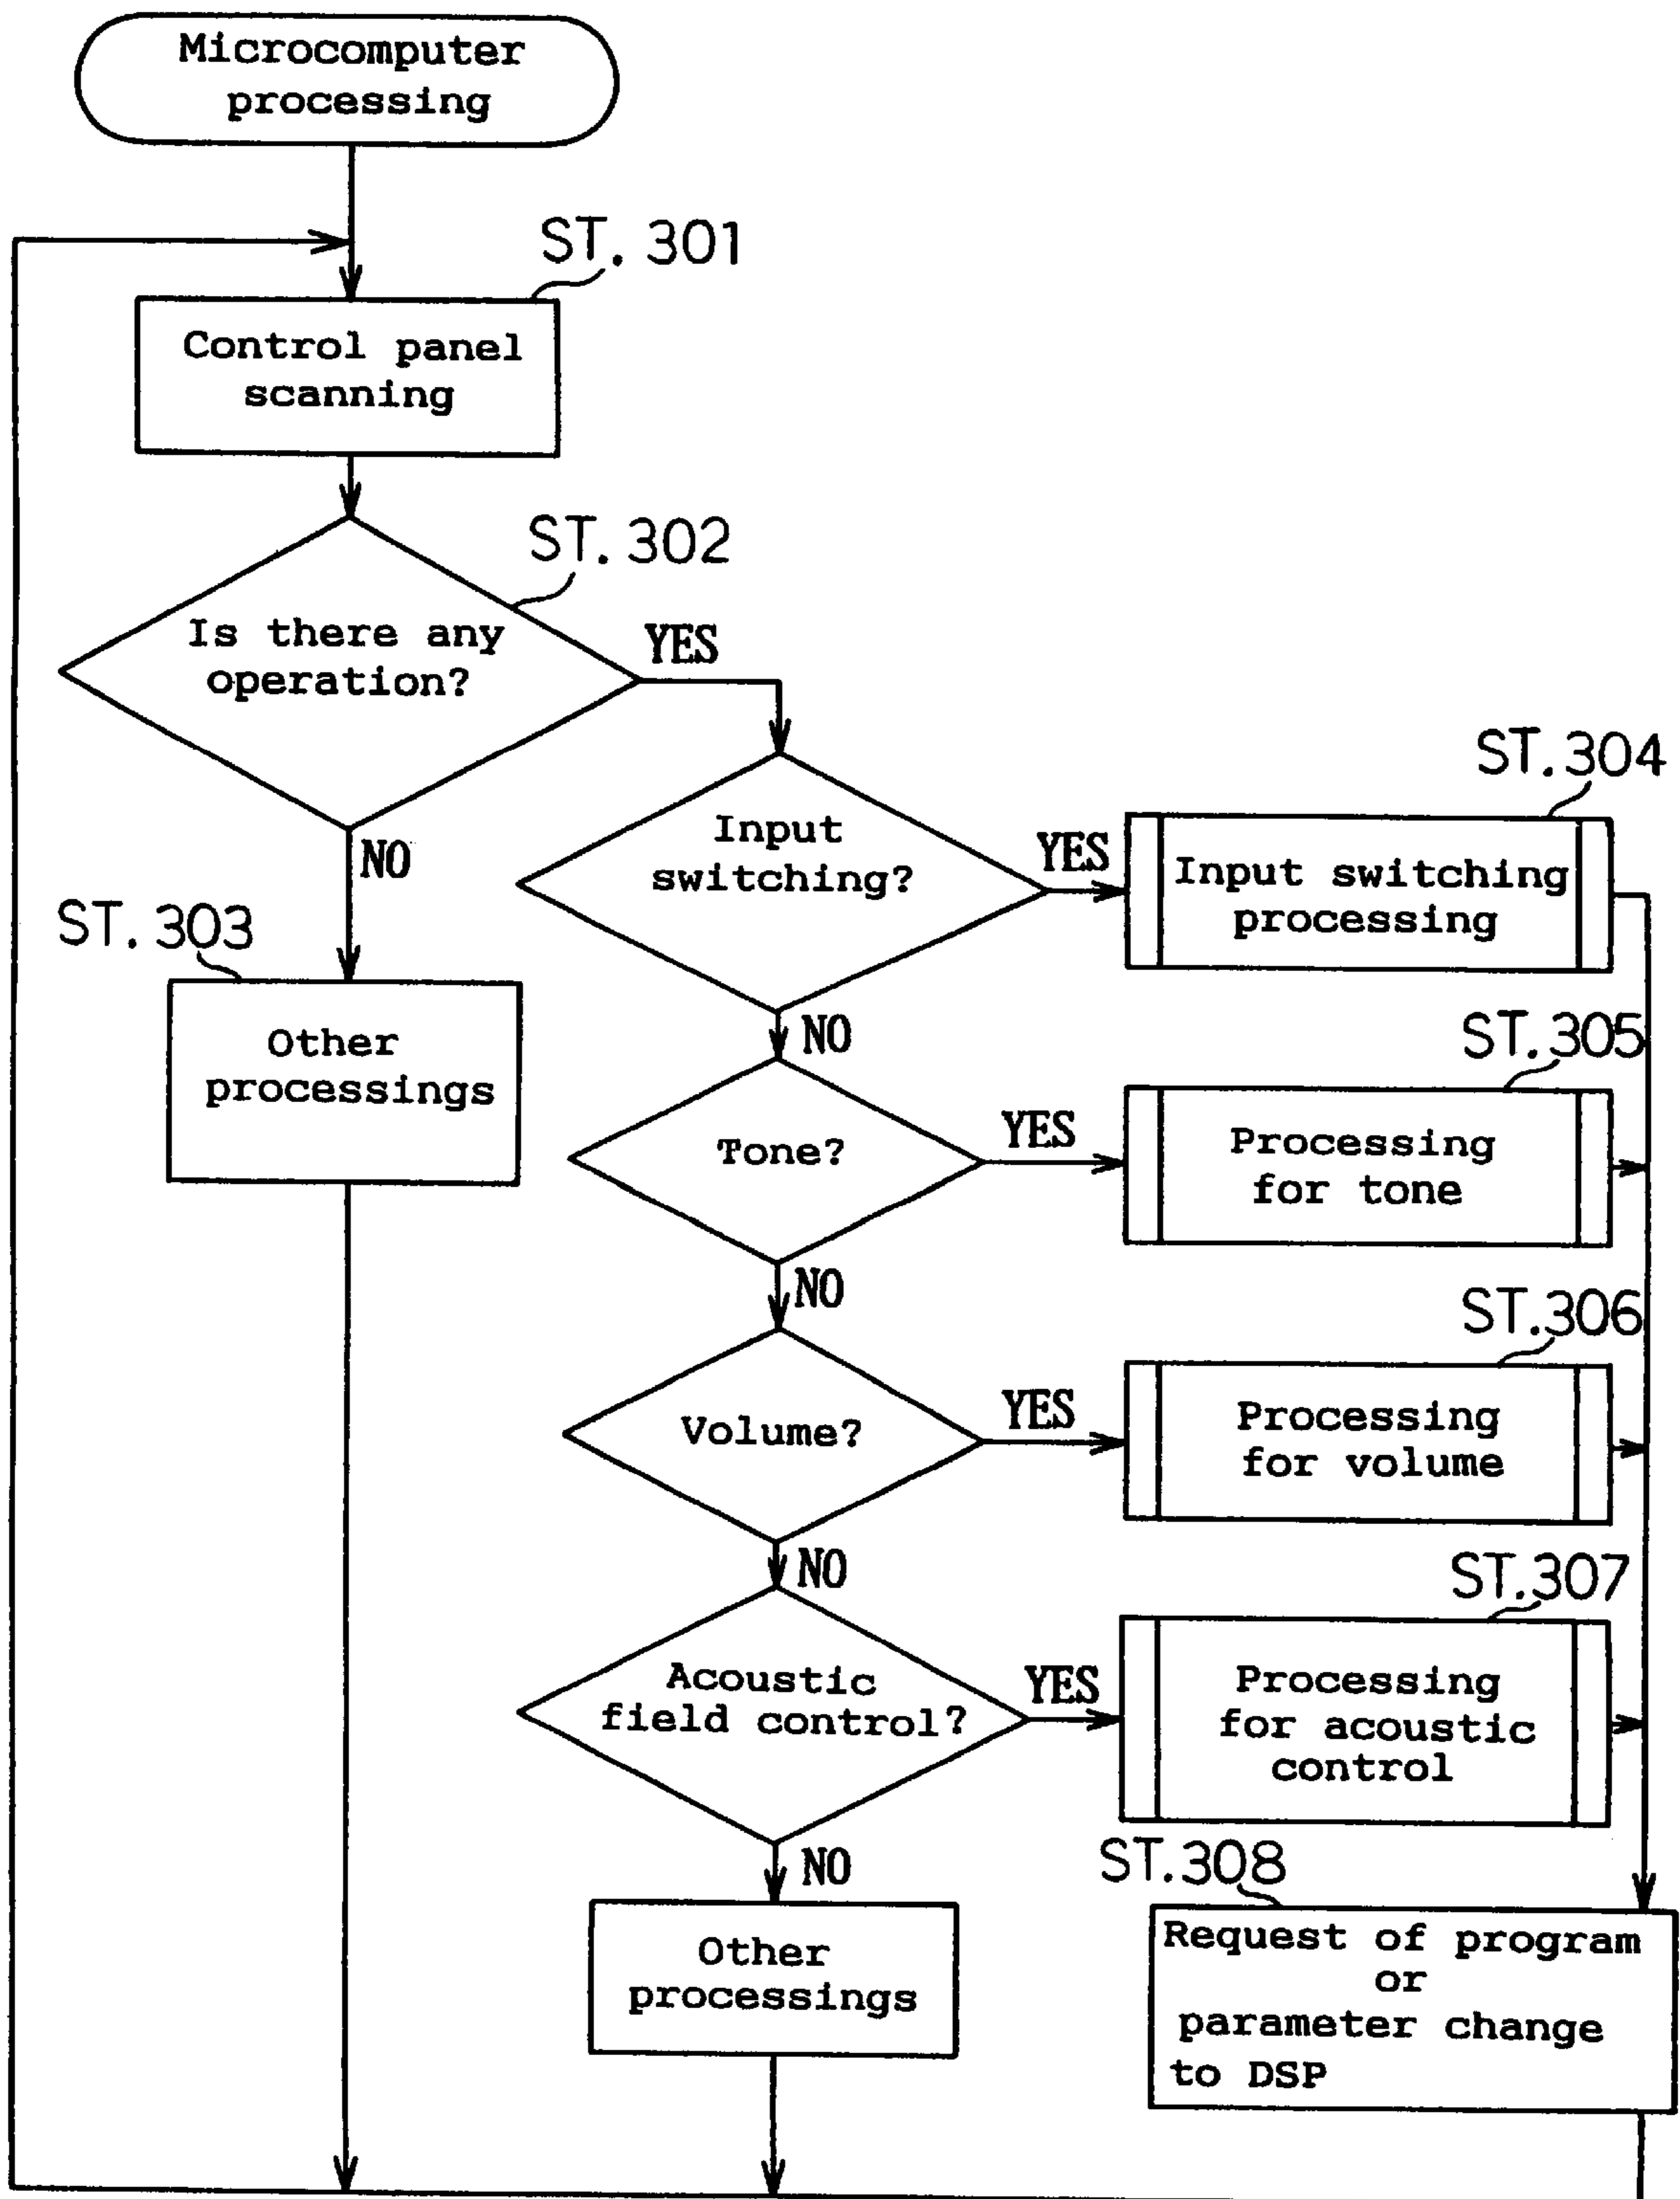 Microcomputer
processing
ST. 301
Control panel
scanning
ST. 302
Is there any
operation?
YES
NO
ST. 303
Other
processings
Input
switching?
YES
ST. 304
Input switching
processing
NO
Tone?
YES
ST. 305
Processing
for tone
NO
Volume?
YES
ST. 306
Processing
for volume
NO
Acoustic
field control?
YES
ST. 307
Processing
for acoustic
control
NO
Other
processings
ST. 308
Request of program
or
parameter change
to DSP